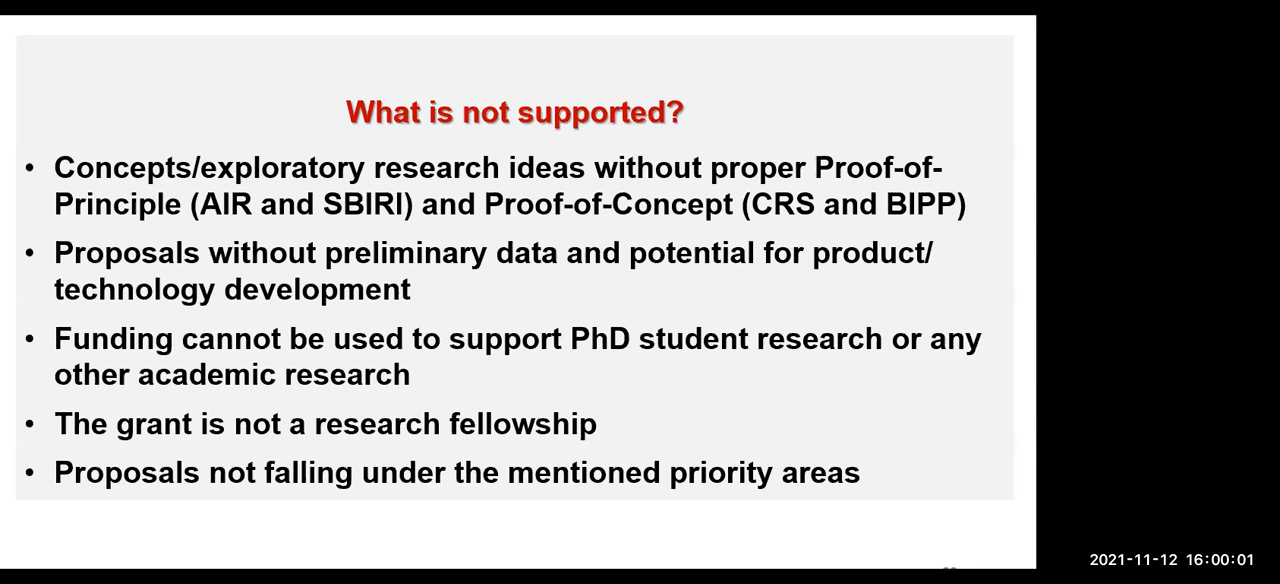 What is not supported?
• Concepts/exploratory research ideas without proper Proof-of-
Principle (AIR and SBIRI) and Proof-of-Concept (CRS and BIPP)
• Proposals without preliminary data and potential for product/
technology development
• Funding cannot be used to support PhD student research or any
other academic research
• The grant is not a research fellowship
• Proposals not falling under the mentioned priority areas
2021-11-12 16:00:01